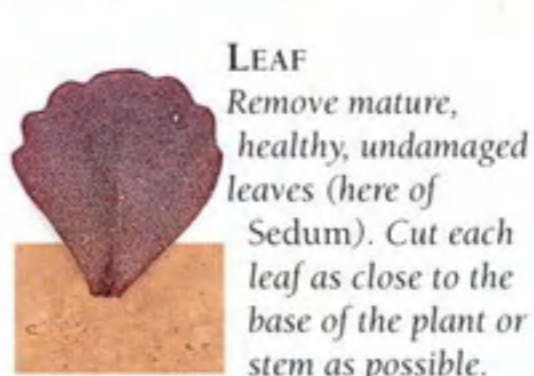 LEAF
Remove mature,
healthy, undamaged
leaves (here of
Sedum). Cut each
leaf as close to the
base of the plant or
stem as possible.